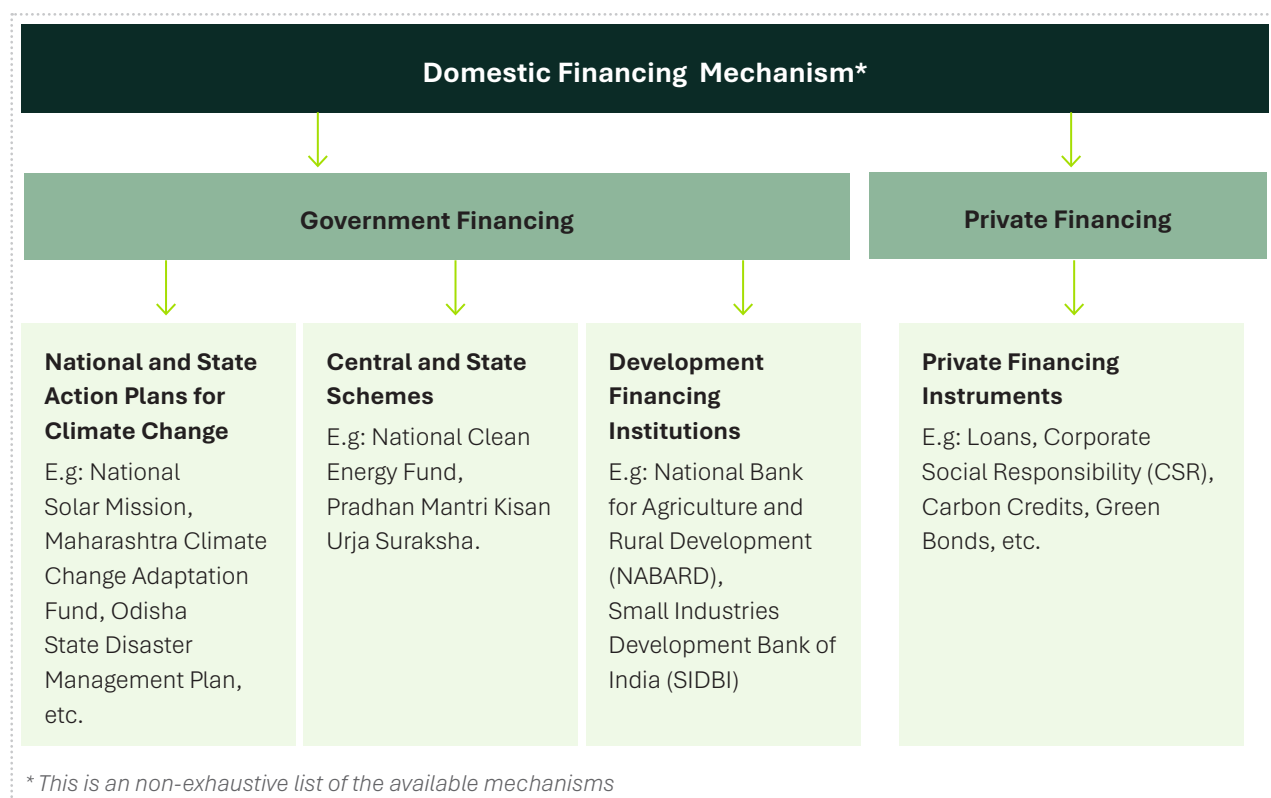 Domestic Financing Mechanism*
Government Financing
Private Financing
National and State
Action Plans for
Climate Change
E.g: National
Solar Mission,
Maharashtra Climate
Change Adaptation
Fund, Odisha
State Disaster
Management Plan,
etc.
Central and State
Schemes
E.g: National Clean
Energy Fund,
Pradhan Mantri Kisan
Urja Suraksha.
Development
Financing
Institutions
E.g: National Bank
for Agriculture and
Rural Development
(NABARD),
Small Industries
Development Bank of
India (SIDBI)
Private Financing
Instruments
E.g: Loans, Corporate
Social Responsibility (CSR),
Carbon Credits, Green
Bonds, etc.
* This is an non-exhaustive list of the available mechanisms